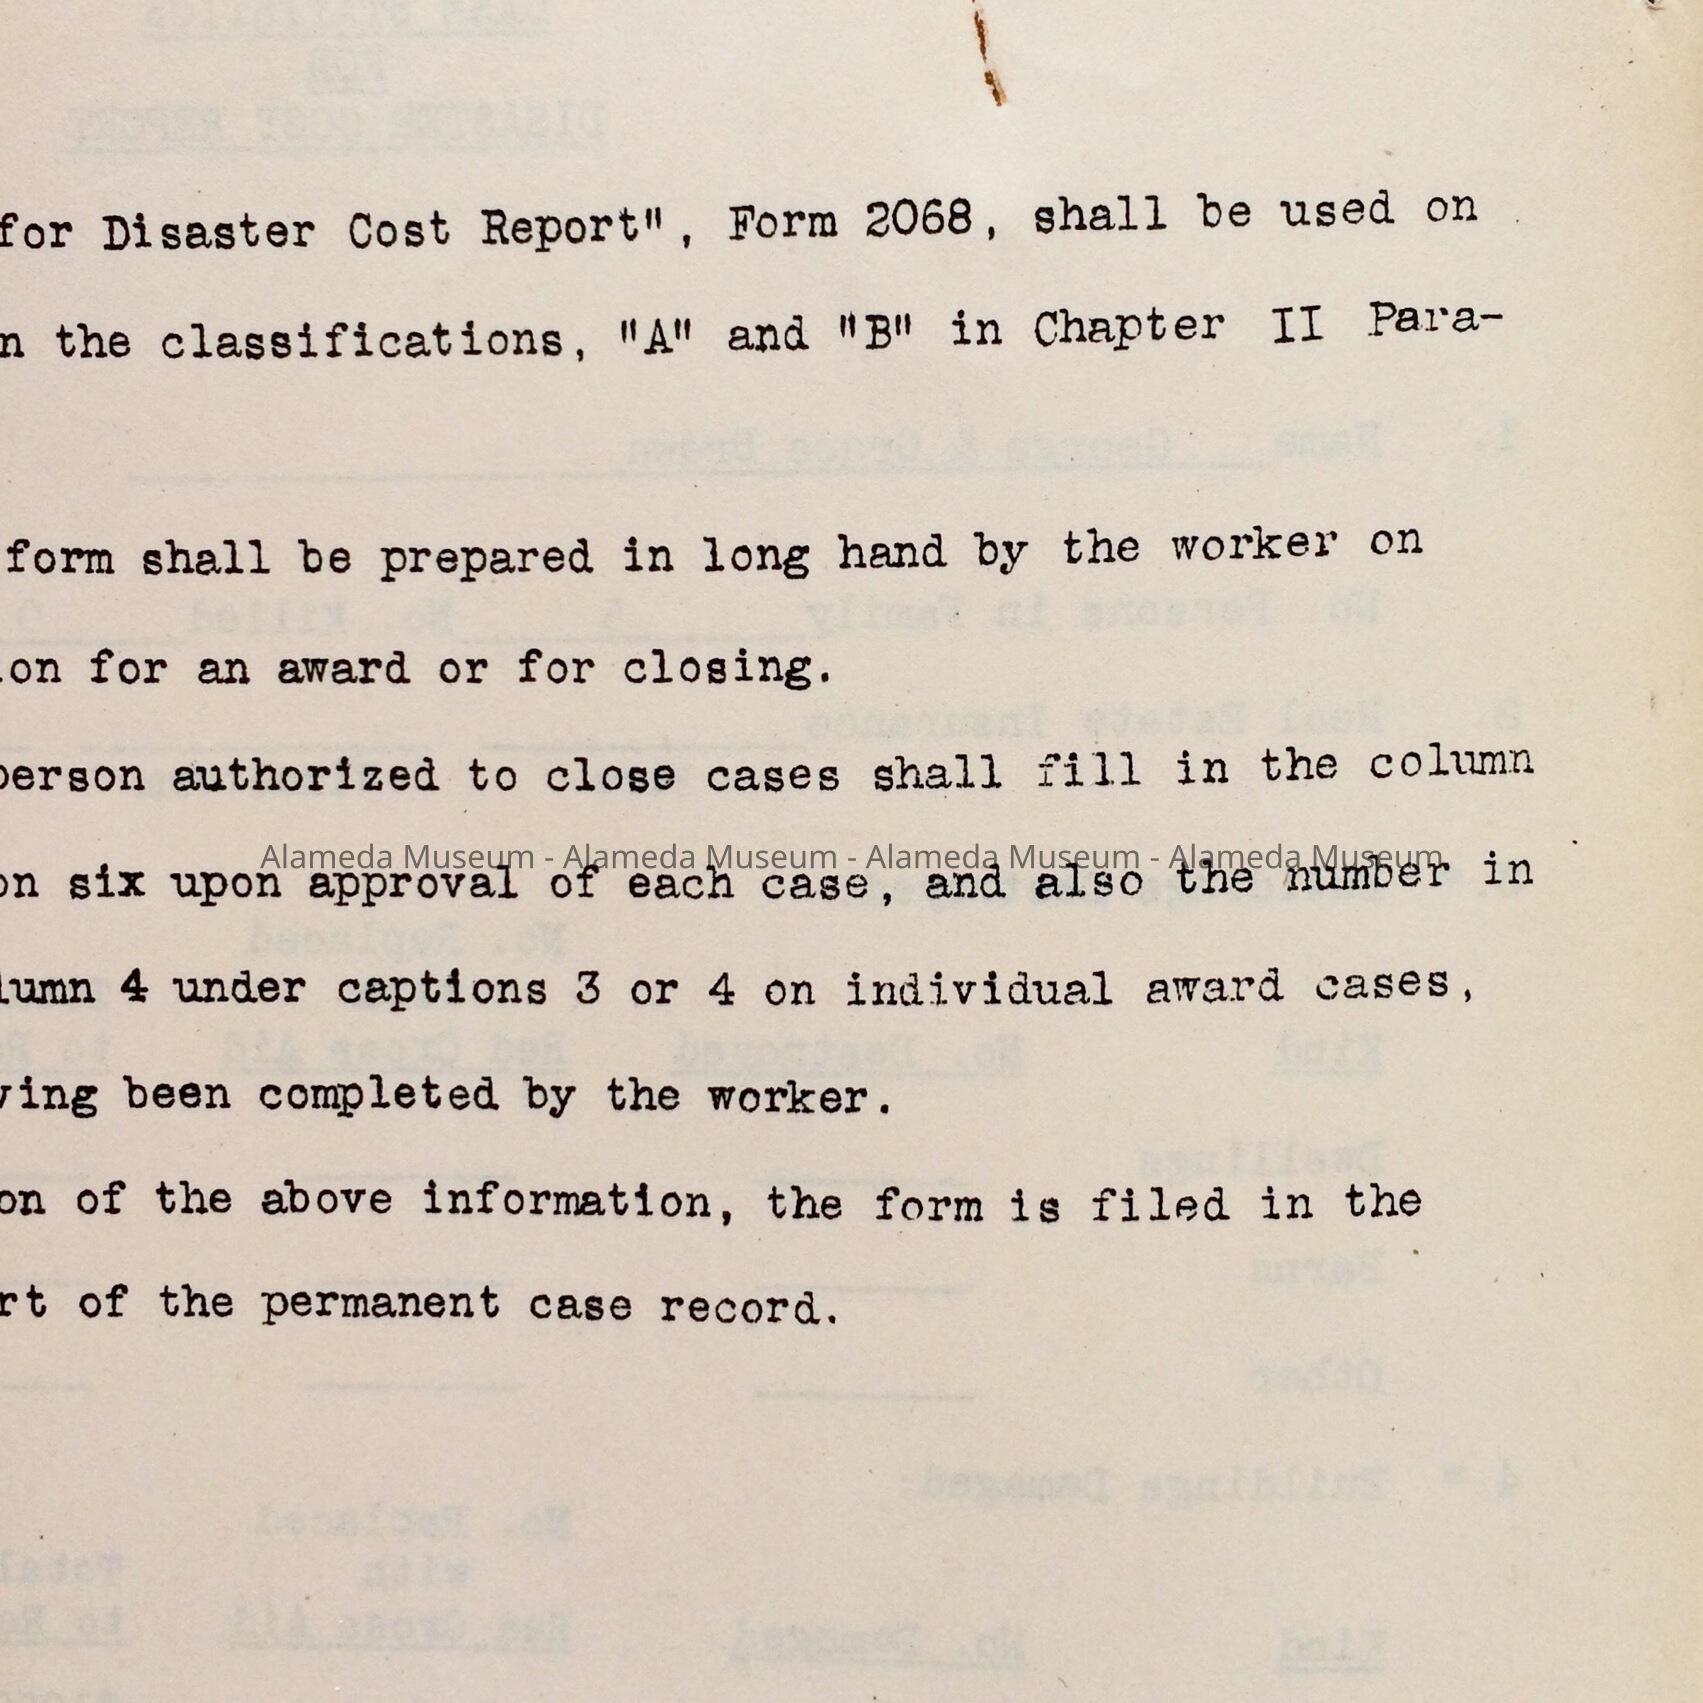 for Disaster Cost Report", Form 2068, shall be used on
n the classifications, "A" and "B" in Chapter II Para-
form shall be prepared in long hand by the worker on
ion for an award or for closing.
person authorized to close cases shall fill in the column
Alameda Museum - Alameda Museum - Alameda Museum - Alameda Museum
on six upon approval of each case, and also the number in
lumn 4 under captions 3 or 4 on individual award cases,
ving been completed by the worker.
on of the above information, the form is filed in the
rt of the permanent case record.